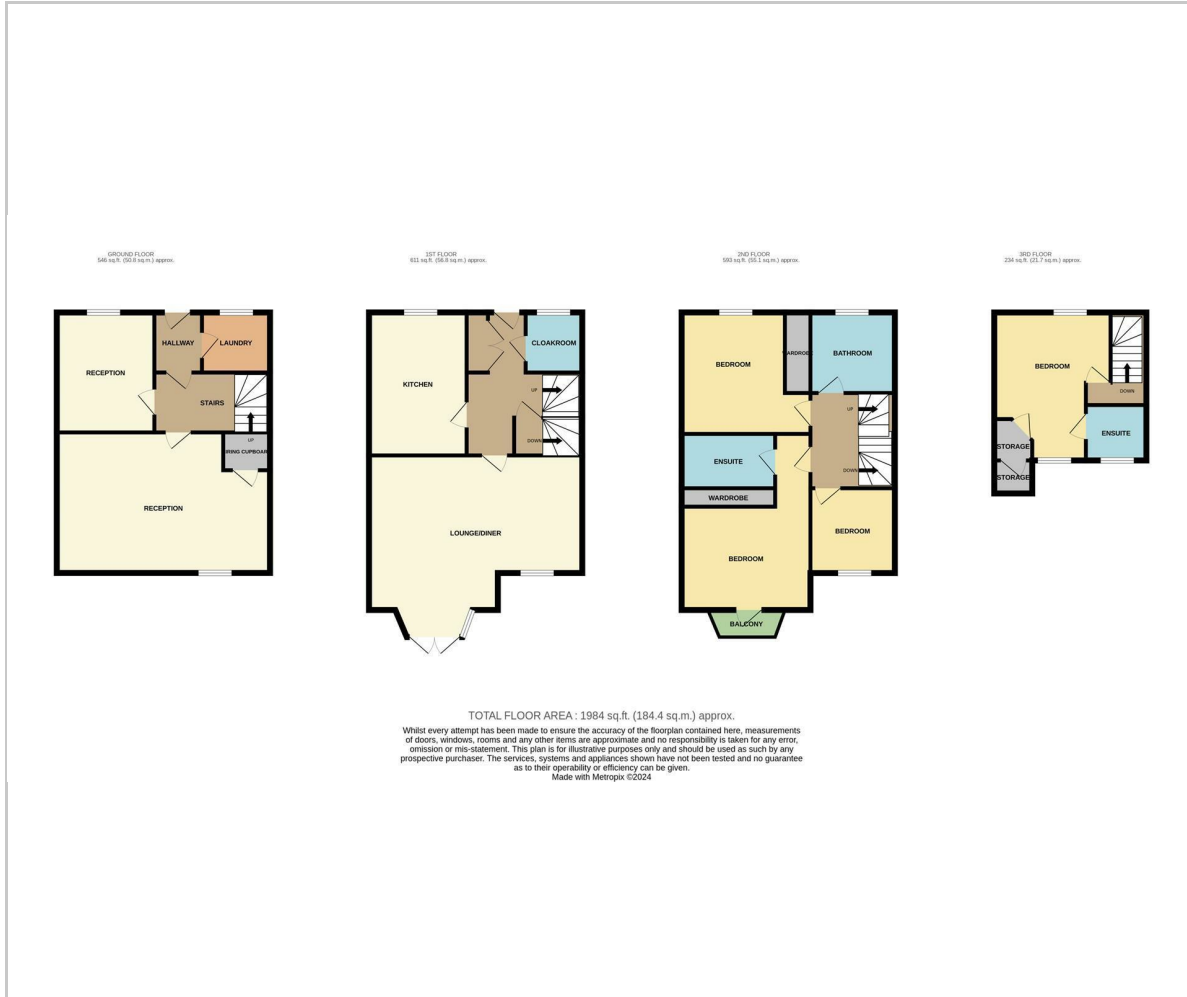 GROUND FLOOR
546 sq.ft. (50.8 sq.m.) approx.
HALLWAY
LAUNDRY
RECEPTION
STAIRS
UP
IRING CUPBOAR
RECEPTION
1ST FLOOR
611 sq.ft. (56.8 sq.m.) approx.
CLOAKROOM
KITCHEN
UP
DOWN
LOUNGE/DINER
2ND FLOOR
593 sq.ft. (55.1 sq.m.) approx.
BEDROOM
WARDROBE
BATHROOM
UP
ENSUITE
DOWN
WARDROBE
BEDROOM
BEDROOM
BALCONY
3RD FLOOR
234 sq.ft. (21.7 sq.m.) approx.
BEDROOM
DOWN
ENSUITE
STORAGE
STORAGE
TOTAL FLOOR AREA : 1984 sq.ft. (184.4 sq.m.) approx.
Whilst every attempt has been made to ensure the accuracy of the floorplan contained here, measurements
of doors, windows, rooms and any other items are approximate and no responsibility is taken for any error,
omission or mis-statement. This plan is for illustrative purposes only and should be used as such by any
prospective purchaser. The services, systems and appliances shown have not been tested and no guarantee
as to their operability or efficiency can be given.
Made with Metropix ©2024